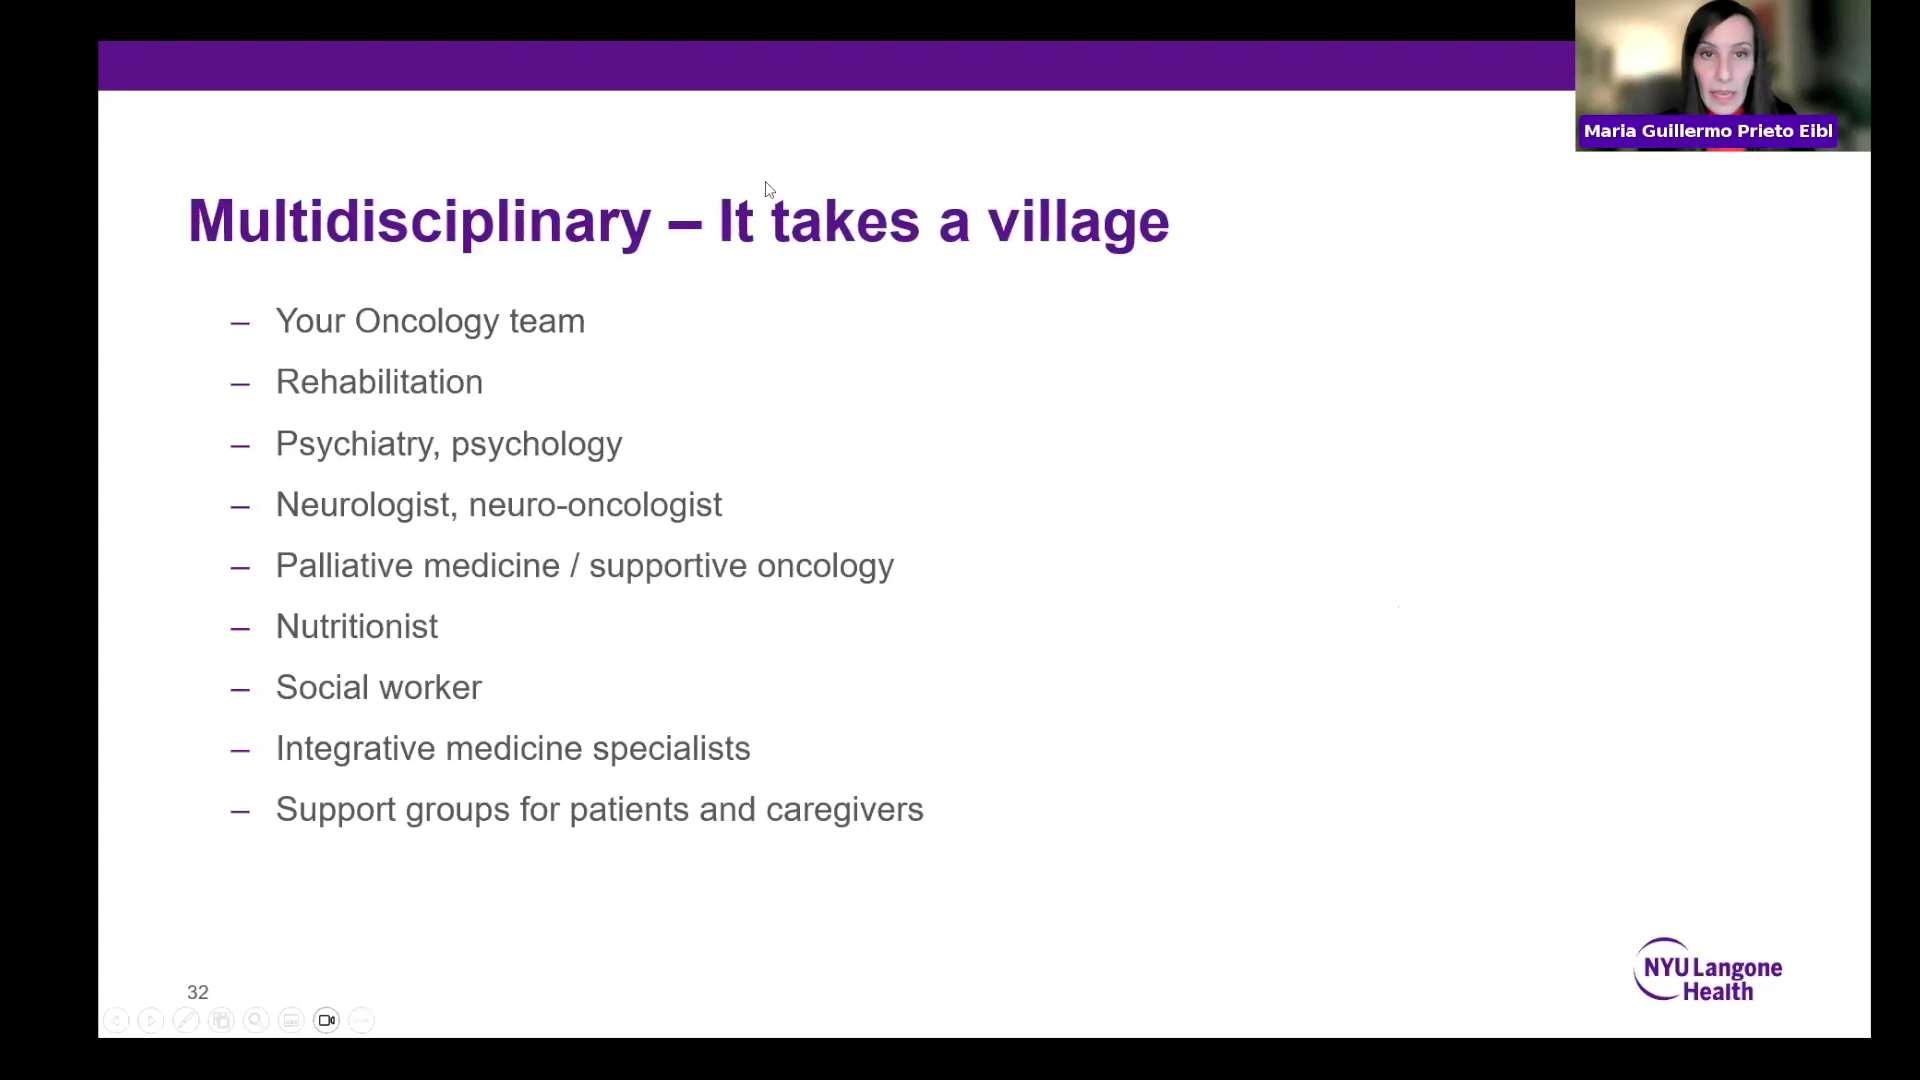 Maria Guillermo Prieto Eibl
Multidisciplinary – It takes a village
– Your Oncology team
– Rehabilitation
– Psychiatry, psychology
– Neurologist, neuro-oncologist
– Palliative medicine / supportive oncology
– Nutritionist
– Social worker
– Integrative medicine specialists
– Support groups for patients and caregivers
NYU Langone
Health
32